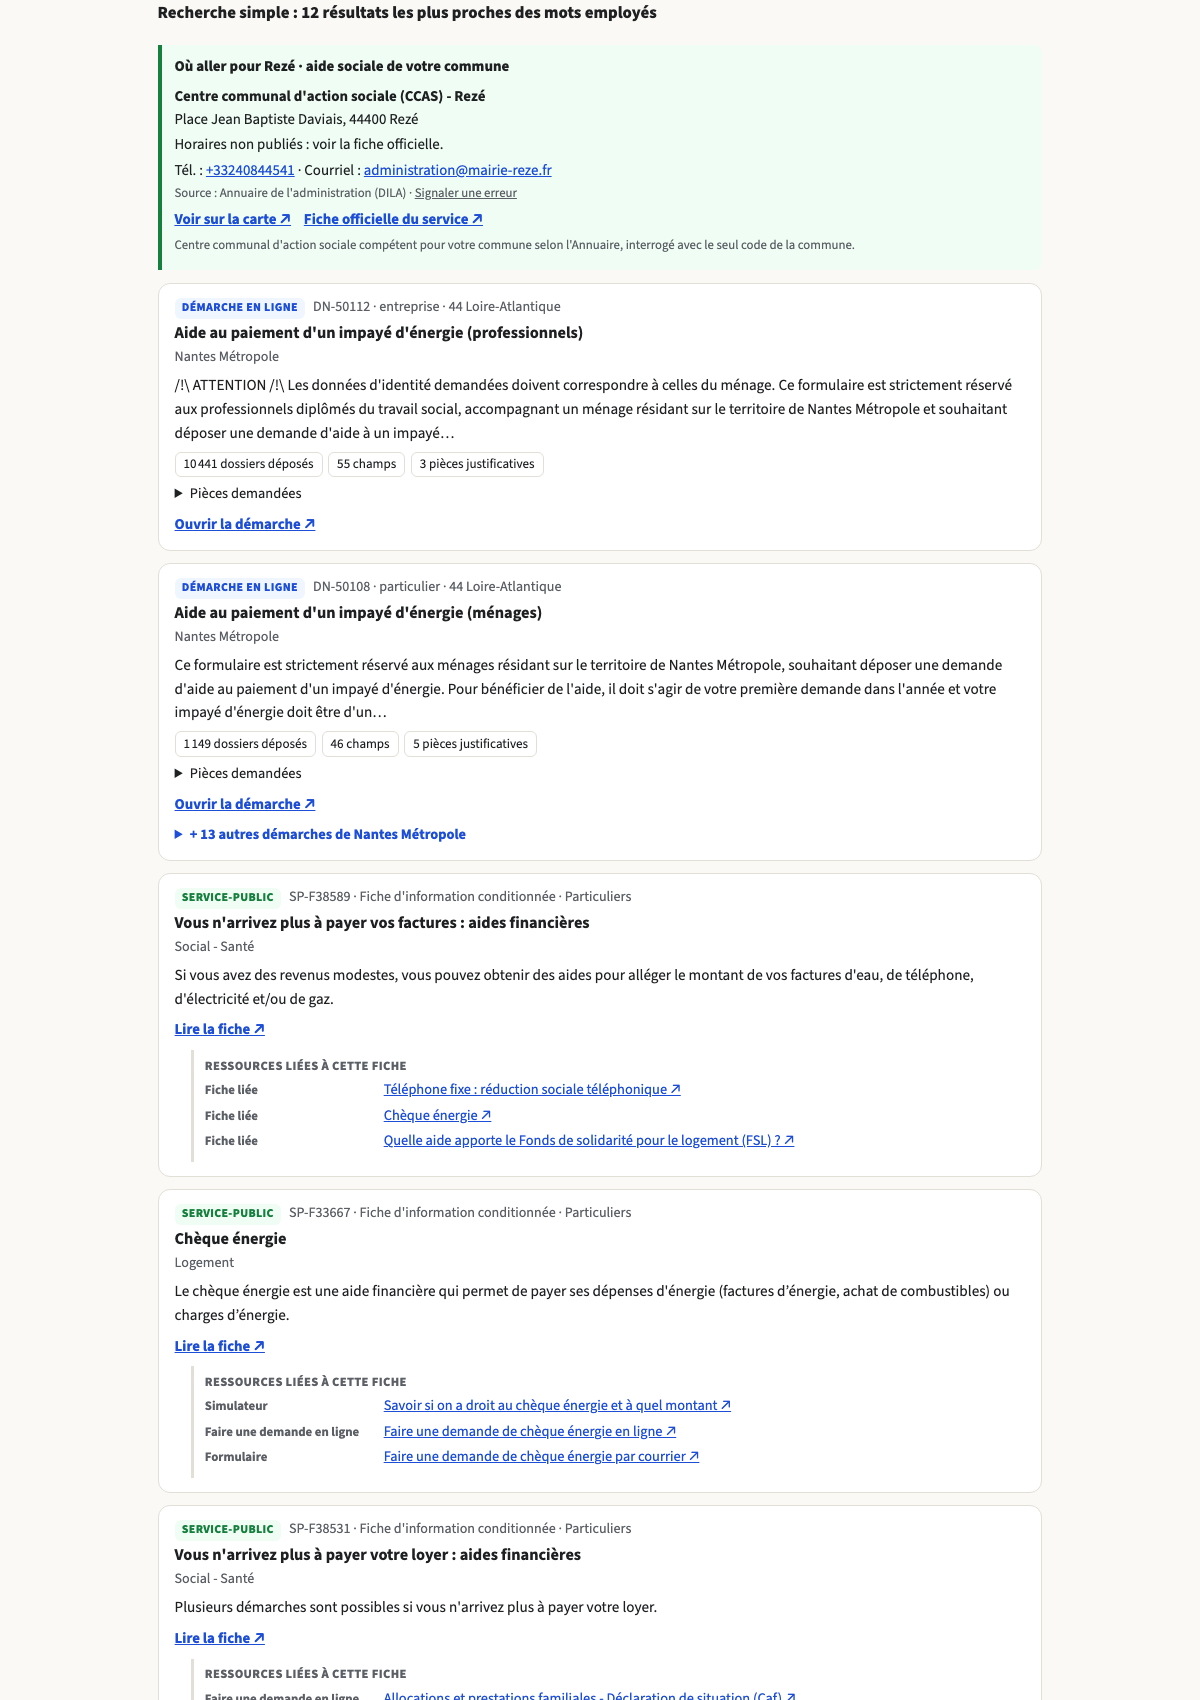 Recherche simple : 12 résultats les plus proches des mots employés
Où aller pour Rezé · aide sociale de votre commune
Centre communal d'action sociale (CCAS) - Rezé
Place Jean Baptiste Daviais, 44400 Rezé
Horaires non publiés : voir la fiche officielle.
Tél. : +33240844541 · Courriel : administration@mairie-reze.fr
Source : Annuaire de l'administration (DILA) · Signaler une erreur
Voir sur la carte ↗ Fiche officielle du service ↗
Centre communal d'action sociale compétent pour votre commune selon l'Annuaire, interrogé avec le seul code de la commune.
DÉMARCHE EN LIGNE DN-50112 · entreprise · 44 Loire-Atlantique
Aide au paiement d'un impayé d'énergie (professionnels)
Nantes Métropole
/!\ ATTENTION /!\ Les données d'identité demandées doivent correspondre à celles du ménage. Ce formulaire est strictement réservé
aux professionnels diplômés du travail social, accompagnant un ménage résidant sur le territoire de Nantes Métropole et souhaitant
déposer une demande d'aide à un impayé…
10 441 dossiers déposés 55 champs 3 pièces justificatives
▶ Pièces demandées
Ouvrir la démarche ↗
DÉMARCHE EN LIGNE DN-50108 · particulier · 44 Loire-Atlantique
Aide au paiement d'un impayé d'énergie (ménages)
Nantes Métropole
Ce formulaire est strictement réservé aux ménages résidant sur le territoire de Nantes Métropole, souhaitant déposer une demande
d'aide au paiement d'un impayé d'énergie. Pour bénéficier de l'aide, il doit s'agir de votre première demande dans l'année et votre
impayé d'énergie doit être d'un…
1 149 dossiers déposés 46 champs 5 pièces justificatives
▶ Pièces demandées
Ouvrir la démarche ↗
▶ + 13 autres démarches de Nantes Métropole
SERVICE-PUBLIC SP-F38589 · Fiche d'information conditionnée · Particuliers
Vous n'arrivez plus à payer vos factures : aides financières
Social - Santé
Si vous avez des revenus modestes, vous pouvez obtenir des aides pour alléger le montant de vos factures d'eau, de téléphone,
d'électricité et/ou de gaz.
Lire la fiche ↗
RESSOURCES LIÉES À CETTE FICHE
Fiche liée Téléphone fixe : réduction sociale téléphonique ↗
Fiche liée Chèque énergie ↗
Fiche liée Quelle aide apporte le Fonds de solidarité pour le logement (FSL) ? ↗
SERVICE-PUBLIC SP-F33667 · Fiche d'information conditionnée · Particuliers
Chèque énergie
Logement
Le chèque énergie est une aide financière qui permet de payer ses dépenses d'énergie (factures d’énergie, achat de combustibles) ou
charges d’énergie.
Lire la fiche ↗
RESSOURCES LIÉES À CETTE FICHE
Simulateur Savoir si on a droit au chèque énergie et à quel montant ↗
Faire une demande en ligne Faire une demande de chèque énergie en ligne ↗
Formulaire Faire une demande de chèque énergie par courrier ↗
SERVICE-PUBLIC SP-F38531 · Fiche d'information conditionnée · Particuliers
Vous n'arrivez plus à payer votre loyer : aides financières
Social - Santé
Plusieurs démarches sont possibles si vous n'arrivez plus à payer votre loyer.
Lire la fiche ↗
RESSOURCES LIÉES À CETTE FICHE
Faire une demande en ligne Allocations et prestations familiales - Déclaration de situation (Caf) ↗